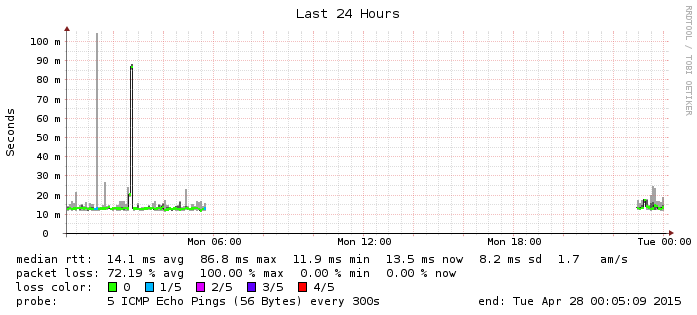 Last 24 Hours
RRDTOOL / TOBI OETIKER
Seconds
100 m
90 m
80 m
70 m
60 m
50 m
40 m
30 m
20 m
10 m
0
Mon 06:00 Mon 12:00 Mon 18:00 Tue 00:00
median rtt: 14.1 ms avg 86.8 ms max 11.9 ms min 13.5 ms now 8.2 ms sd 1.7 am/s
packet loss: 72.19 % avg 100.00 % max 0.00 % min 0.00 % now
loss color: 0 1/5 2/5 3/5 4/5
probe: 5 ICMP Echo Pings (56 Bytes) every 300s end: Tue Apr 28 00:05:09 2015